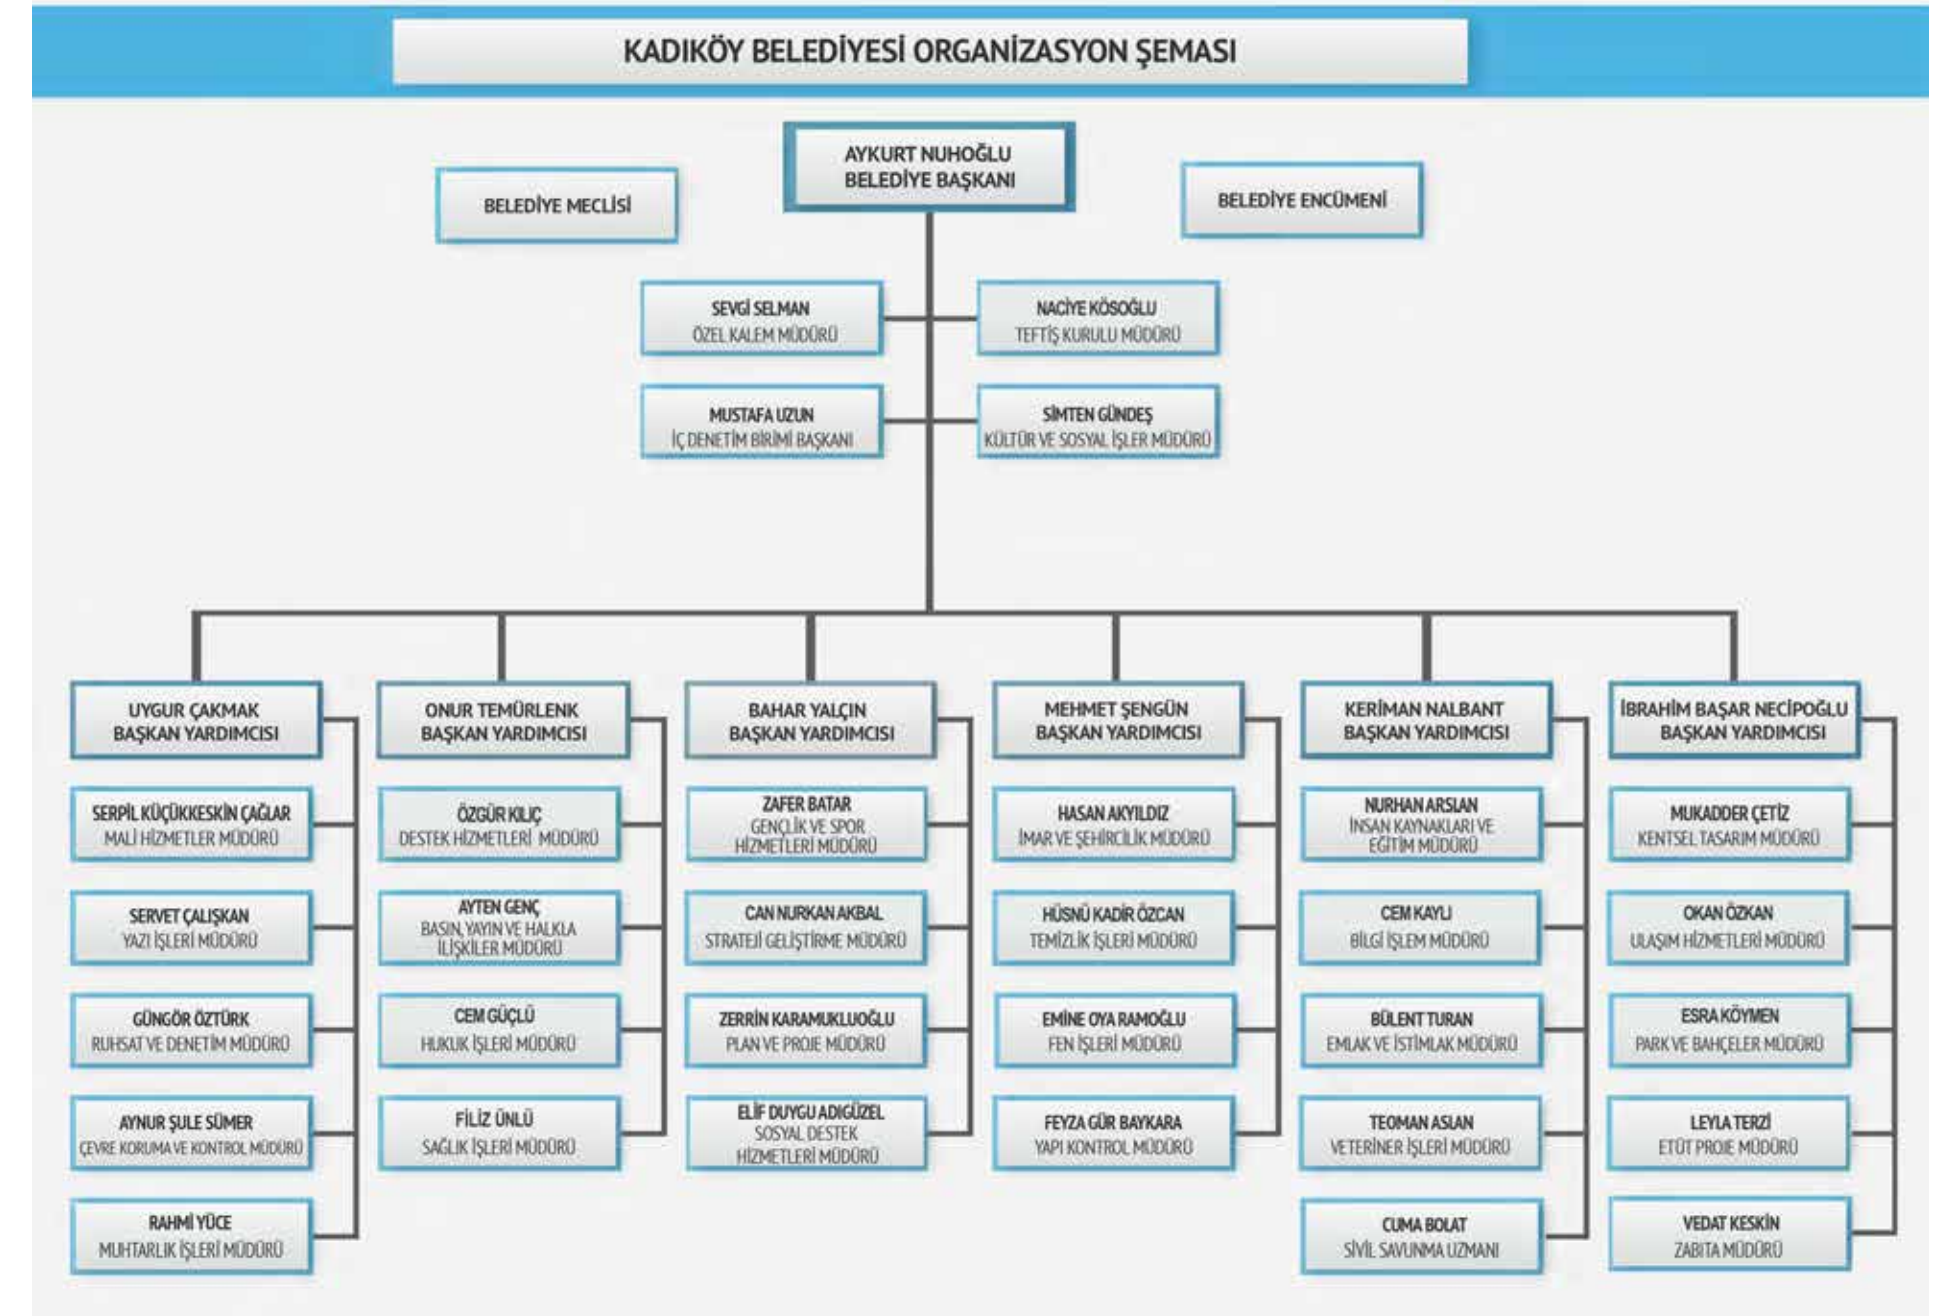 KADIKÖY BELEDİYESİ ORGANİZASYON ŞEMASI
AYKURT NUHOĞLU
BELEDİYE BAŞKANI
BELEDİYE MECLİSİ
BELEDİYE ENCÜMENİ
SEVGİ SELMAN
ÖZEL KALEM MÜDÜRÜ
NACİYE KÖSOĞLU
TEFTİŞ KURULU MÜDÜRÜ
MUSTAFA UZUN
İÇ DENETİM BİRİMİ BAŞKANI
SİMTEN GÜNDEŞ
KÜLTÜR VE SOSYAL İŞLER MÜDÜRÜ
UYGUR ÇAKMAK
BAŞKAN YARDIMCISI
SERPİL KÜÇÜKKESKİN ÇAĞLAR
MALİ HİZMETLER MÜDÜRÜ
SERVET ÇALIŞKAN
YAZI İŞLERİ MÜDÜRÜ
GÜNGÖR ÖZTÜRK
RUHSAT VE DENETİM MÜDÜRÜ
AYNUR ŞULE SÜMER
ÇEVRE KORUMA VE KONTROL MÜDÜRÜ
RAHMİ YÜCE
MUHTARLIK İŞLERİ MÜDÜRÜ
ONUR TEMÜRLENK
BAŞKAN YARDIMCISI
ÖZGÜR KILIÇ
DESTEK HİZMETLERİ MÜDÜRÜ
AYTEN GENÇ
BASIN, YAYIN VE HALKLA
İLİŞKİLER MÜDÜRÜ
CEM GÜÇLÜ
HUKUK İŞLERİ MÜDÜRÜ
FİLİZ ÜNLÜ
SAĞLIK İŞLERİ MÜDÜRÜ
BAHAR YALÇIN
BAŞKAN YARDIMCISI
ZAFER BATAR
GENÇLİK VE SPOR
HİZMETLERİ MÜDÜRÜ
CAN NURKAN AKBAL
STRATEJİ GELİŞTİRME MÜDÜRÜ
ZERRİN KARAMUKLUOĞLU
PLAN VE PROJE MÜDÜRÜ
ELİF DUYGU ADIGÜZEL
SOSYAL DESTEK
HİZMETLERİ MÜDÜRÜ
MEHMET ŞENGÜN
BAŞKAN YARDIMCISI
HASAN AKYILDIZ
İMAR VE ŞEHİRCİLİK MÜDÜRÜ
HÜSNÜ KADİR ÖZCAN
TEMİZLİK İŞLERİ MÜDÜRÜ
EMİNE OYA RAMOĞLU
FEN İŞLERİ MÜDÜRÜ
FEYZA GÜR BAYKARA
YAPI KONTROL MÜDÜRÜ
KERİMAN NALBANT
BAŞKAN YARDIMCISI
NURHAN ARSLAN
İNSAN KAYNAKLARI VE
EĞİTİM MÜDÜRÜ
CEM KAYLI
BİLGİ İŞLEM MÜDÜRÜ
BÜLENT TURAN
EMLAK VE İSTİMLAK MÜDÜRÜ
TEOMAN ASLAN
VETERİNER İŞLERİ MÜDÜRÜ
CUMA BOLAT
SİVİL SAVUNMA UZMANI
İBRAHİM BAŞAR NECİPOĞLU
BAŞKAN YARDIMCISI
MUKADDER ÇETİZ
KENTSEL TASARIM MÜDÜRÜ
OKAN ÖZKAN
ULAŞIM HİZMETLERİ MÜDÜRÜ
ESRA KÖYMEN
PARK VE BAHÇELER MÜDÜRÜ
LEYLA TERZİ
ETÜT PROJE MÜDÜRÜ
VEDAT KESKİN
ZABITA MÜDÜRÜ